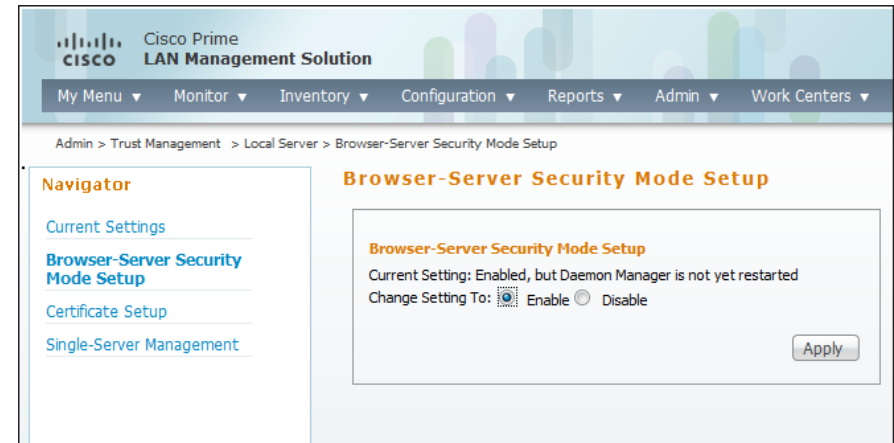 Cisco Prime
CISCO LAN Management Solution
My Menu ▼ Monitor ▼ Inventory ▼ Configuration ▼ Reports ▼ Admin ▼ Work Centers ▼
Admin > Trust Management > Local Server > Browser-Server Security Mode Setup
Navigator
Current Settings
Browser-Server Security
Mode Setup
Certificate Setup
Single-Server Management
Browser-Server Security Mode Setup
Browser-Server Security Mode Setup
Current Setting: Enabled, but Daemon Manager is not yet restarted
Change Setting To: Enable Disable
Apply